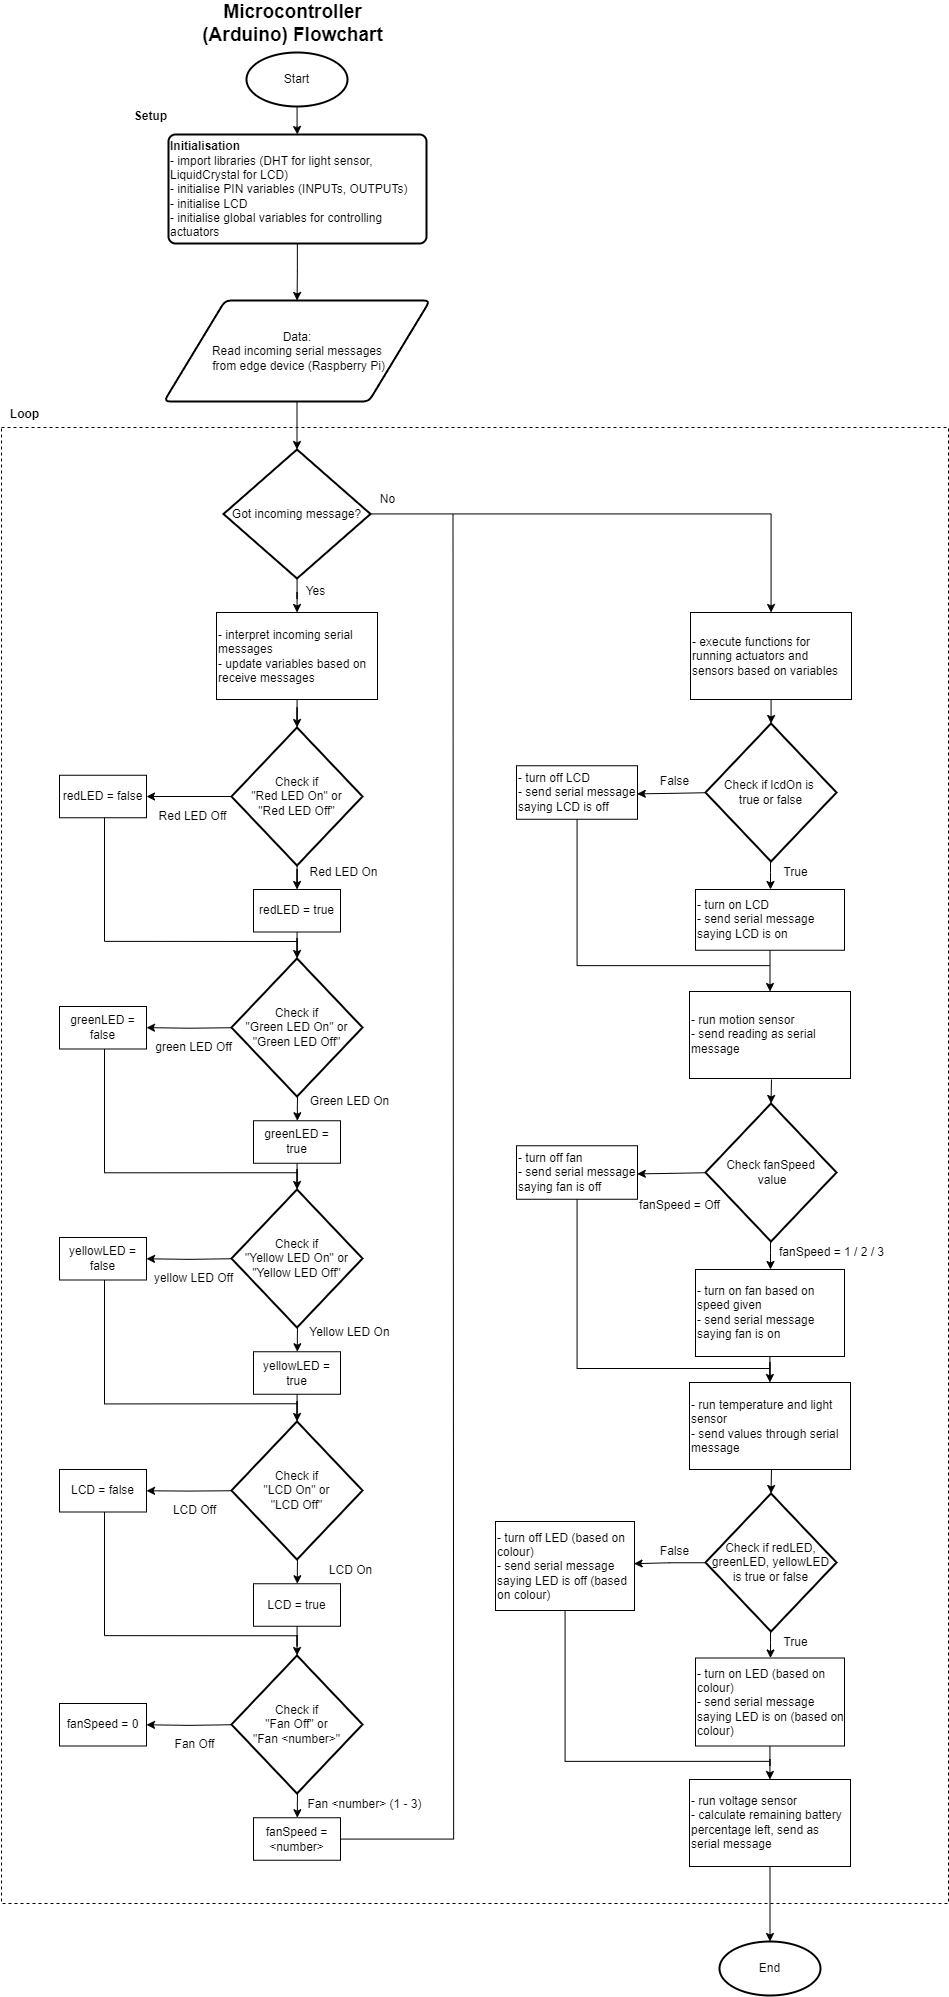 Microcontroller
(Arduino) Flowchart
Start
Setup
Initialisation
- import libraries (DHT for light sensor,
LiquidCrystal for LCD)
- initialise PIN variables (INPUTs, OUTPUTs)
- initialise LCD
- initialise global variables for controlling
actuators
Data:
Read incoming serial messages
from edge device (Raspberry Pi)
Loop
Got incoming message?
No
Yes
- interpret incoming serial
messages
- update variables based on
receive messages
Check if
"Red LED On" or
"Red LED Off"
redLED = false
Red LED Off
Red LED On
redLED = true
Check if
"Green LED On" or
"Green LED Off"
greenLED =
false
green LED Off
Green LED On
greenLED =
true
Check if
"Yellow LED On" or
"Yellow LED Off"
yellowLED =
false
yellow LED Off
Yellow LED On
yellowLED =
true
Check if
"LCD On" or
"LCD Off"
LCD = false
LCD Off
LCD On
LCD = true
Check if
"Fan Off" or
"Fan <number>"
fanSpeed = 0
Fan Off
Fan <number> (1 - 3)
fanSpeed =
<number>
- execute functions for
running actuators and
sensors based on variables
Check if lcdOn is
true or false
False
- turn off LCD
- send serial message
saying LCD is off
True
- turn on LCD
- send serial message
saying LCD is on
- run motion sensor
- send reading as serial
message
Check fanSpeed
value
- turn off fan
- send serial message
saying fan is off
fanSpeed = Off
fanSpeed = 1 / 2 / 3
- turn on fan based on
speed given
- send serial message
saying fan is on
- run temperature and light
sensor
- send values through serial
message
Check if redLED,
greenLED, yellowLED
is true or false
False
- turn off LED (based on
colour)
- send serial message
saying LED is off (based
on colour)
True
- turn on LED (based on
colour)
- send serial message
saying LED is on (based on
colour)
- run voltage sensor
- calculate remaining battery
percentage left, send as
serial message
End